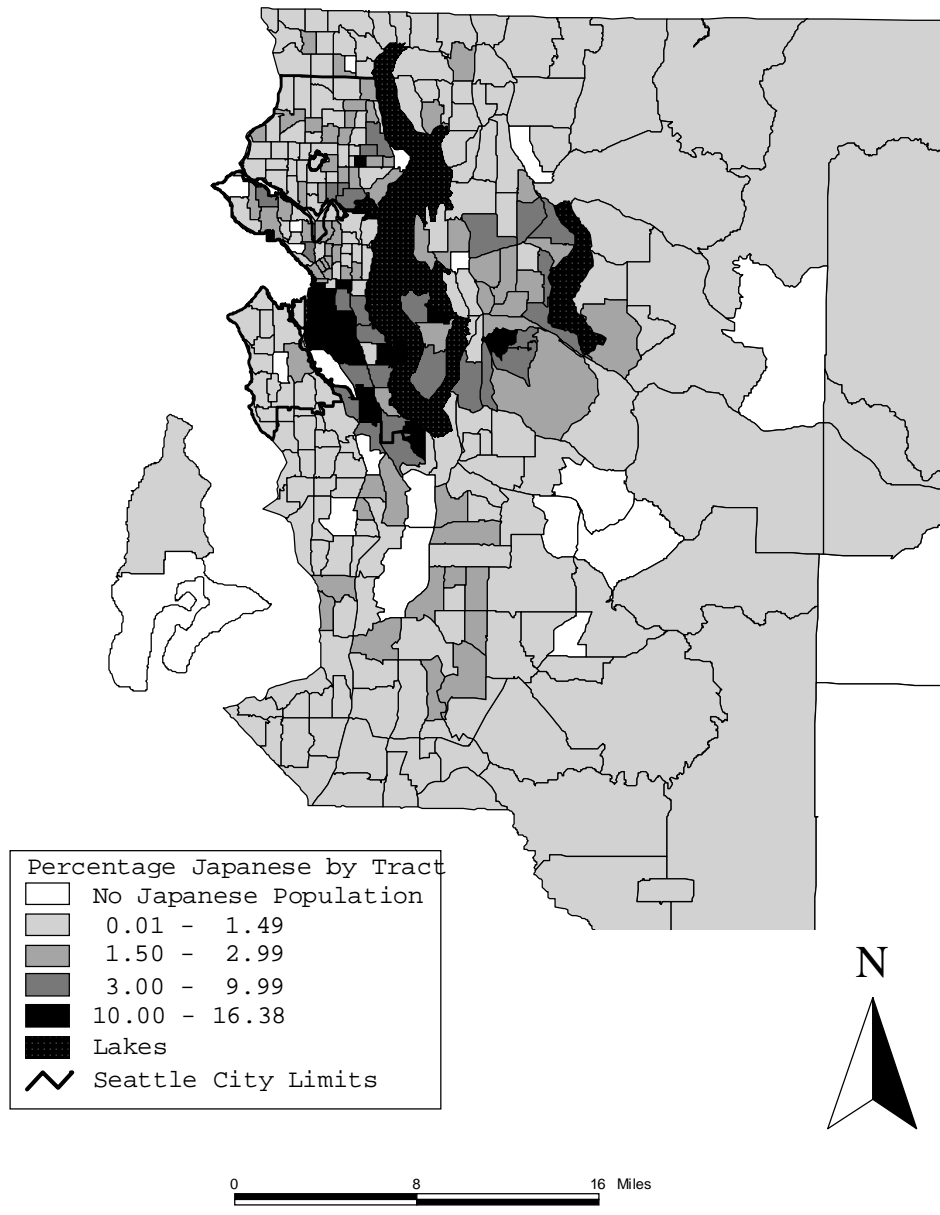 Percentage Japanese by Tract
No Japanese Population
0.01 - 1.49
1.50 - 2.99
3.00 - 9.99
10.00 - 16.38
Lakes
Seattle City Limits
N
0 8 16 Miles